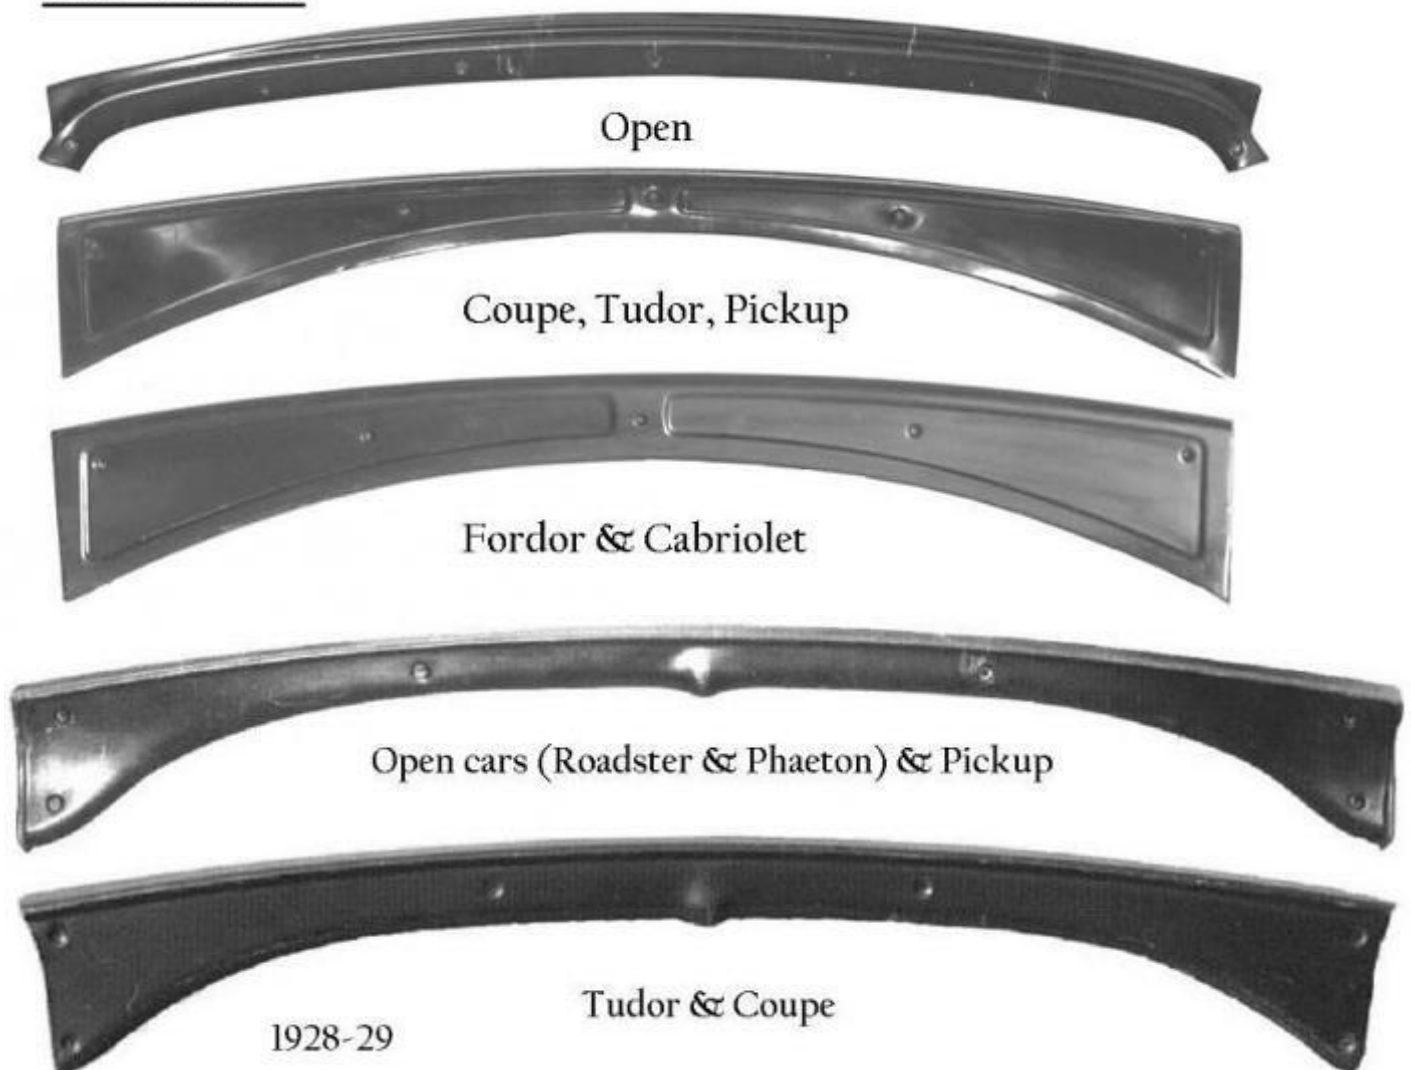 Open
Coupe, Tudor, Pickup
Fordor & Cabriolet
Open cars (Roadster & Phaeton) & Pickup
Tudor & Coupe
1928-29